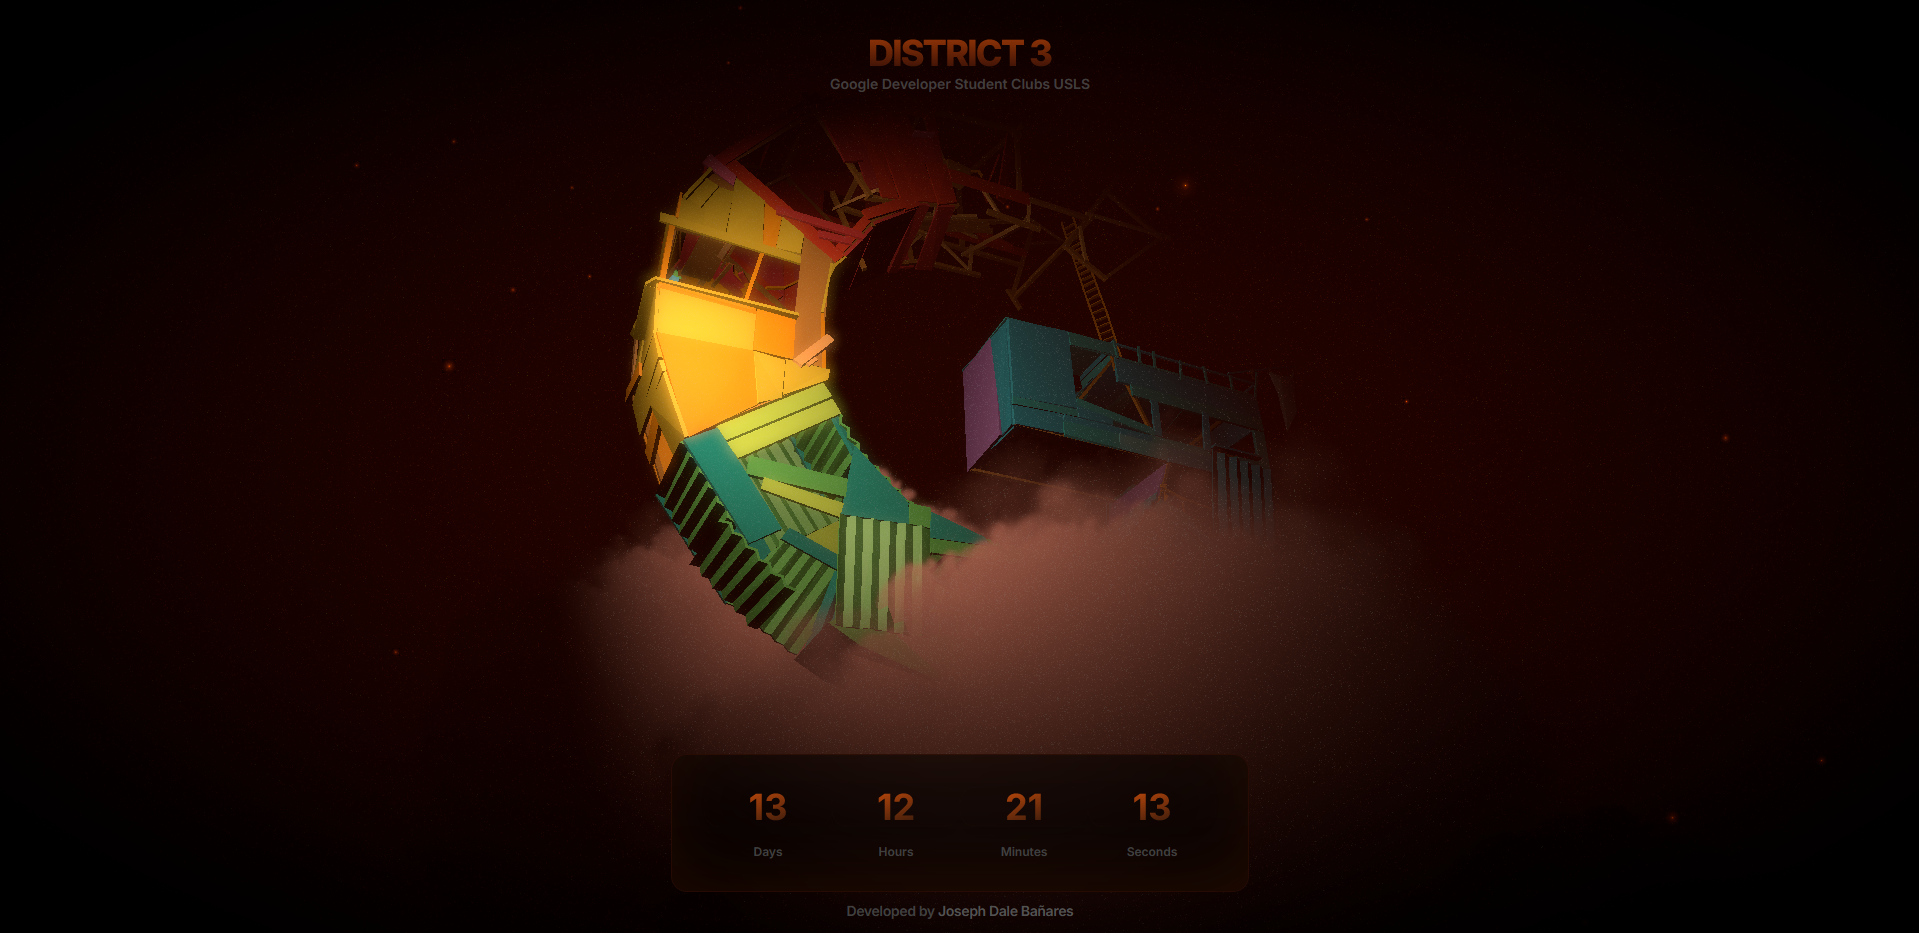 DISTRICT 3
Google Developer Student Clubs USLS
13 12 21 13
Days Hours Minutes Seconds
Developed by Joseph Dale Bañares